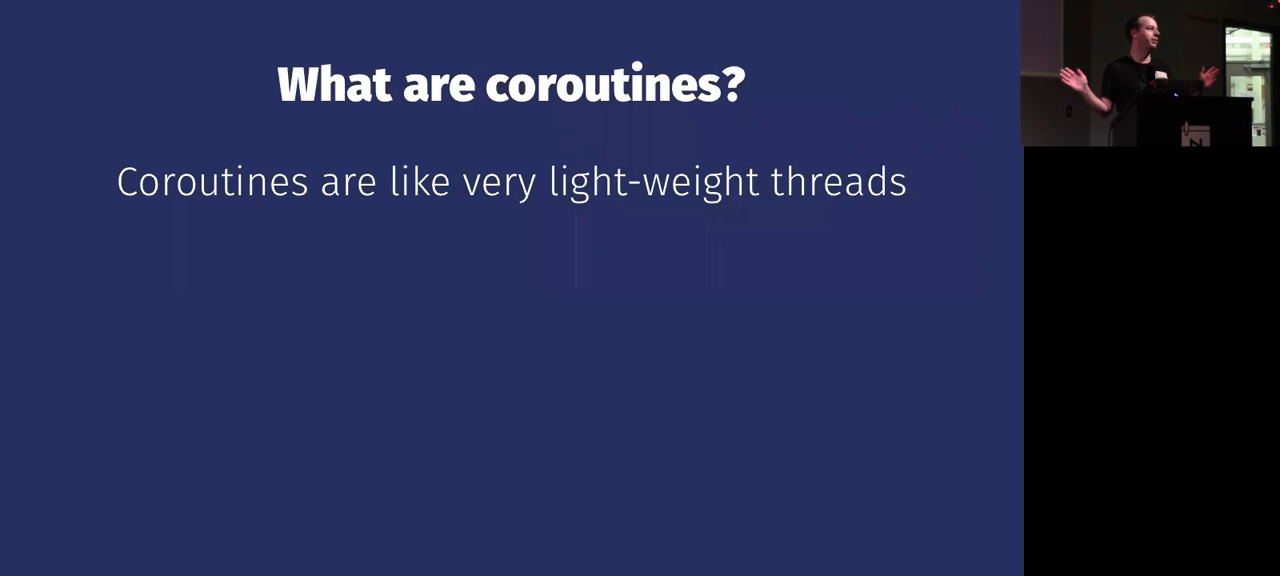 What are coroutines?
Coroutines are like very light-weight threads